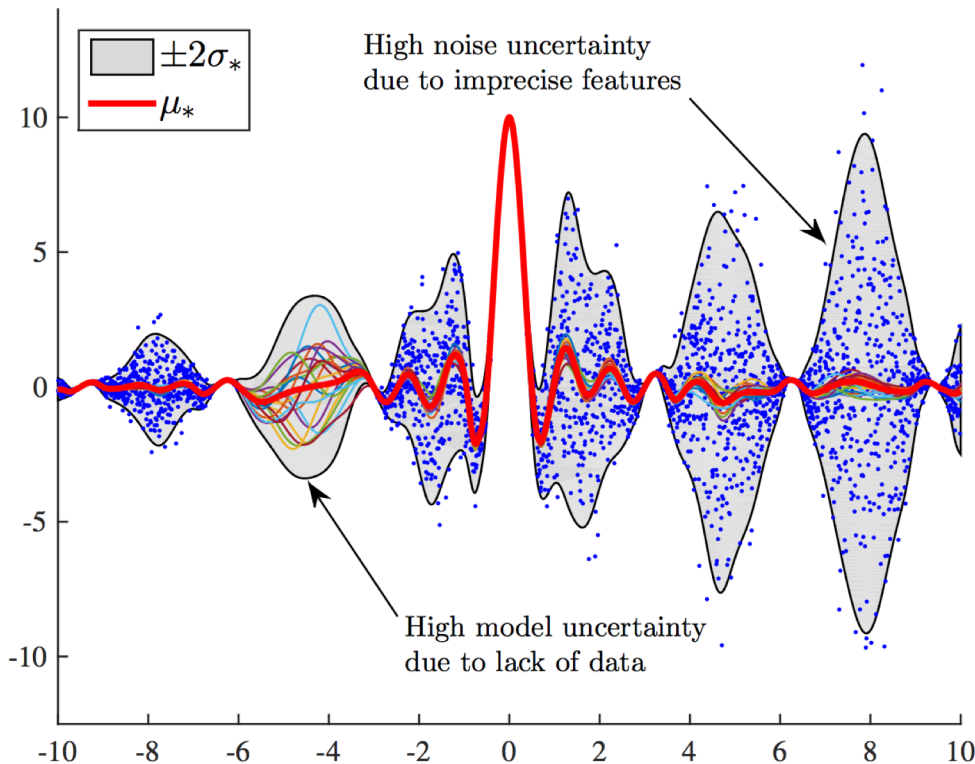 ±2σ*
μ*
High noise uncertainty
due to imprecise features
High model uncertainty
due to lack of data
10
5
0
-5
-10
-10 -8 -6 -4 -2 0 2 4 6 8 10